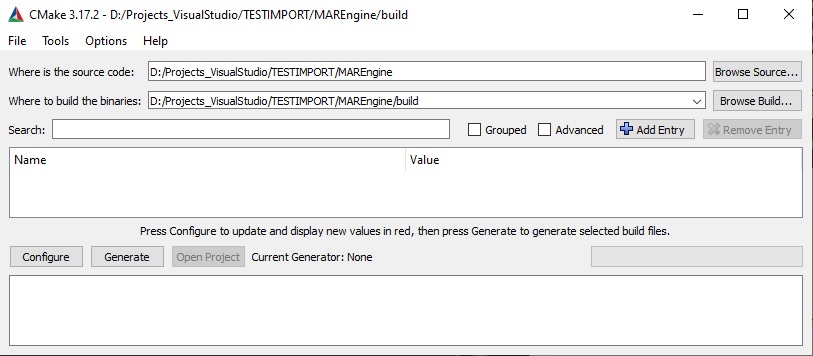 CMake 3.17.2 - D:/Projects_VisualStudio/TESTIMPORT/MAREngine/build
File Tools Options Help
Where is the source code: D:/Projects_VisualStudio/TESTIMPORT/MAREngine Browse Source...
Where to build the binaries: D:/Projects_VisualStudio/TESTIMPORT/MAREngine/build Browse Build...
Search: Grouped Advanced Add Entry Remove Entry
Name Value
Press Configure to update and display new values in red, then press Generate to generate selected build files.
Configure Generate Open Project Current Generator: None